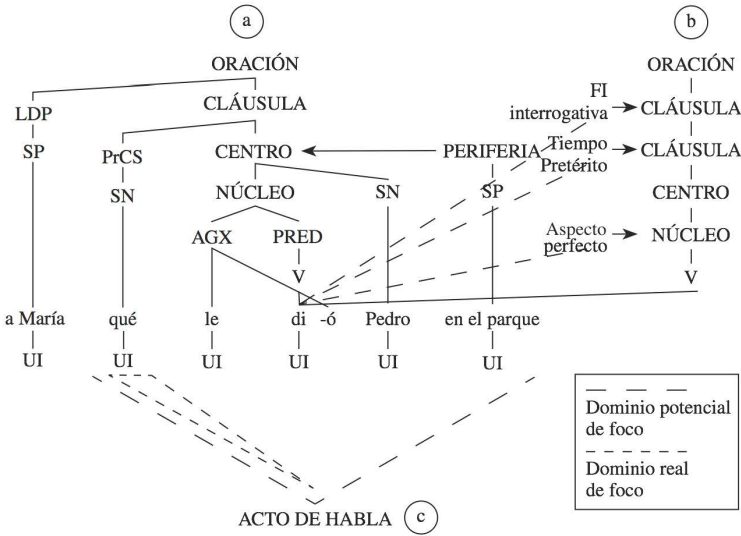 a b
ORACIÓN ORACIÓN
FI
LDP CLÁUSULA interrogativa CLÁUSULA
SP PrCS CENTRO PERIFERIA Tiempo CLÁUSULA
Pretérito
SN NÚCLEO SN SP CENTRO
AGX PRED Aspecto NÚCLEO
perfecto
V V
a María qué le di -ó Pedro en el parque
UI UI UI UI UI UI
Dominio potencial
de foco
Dominio real
de foco
ACTO DE HABLA c